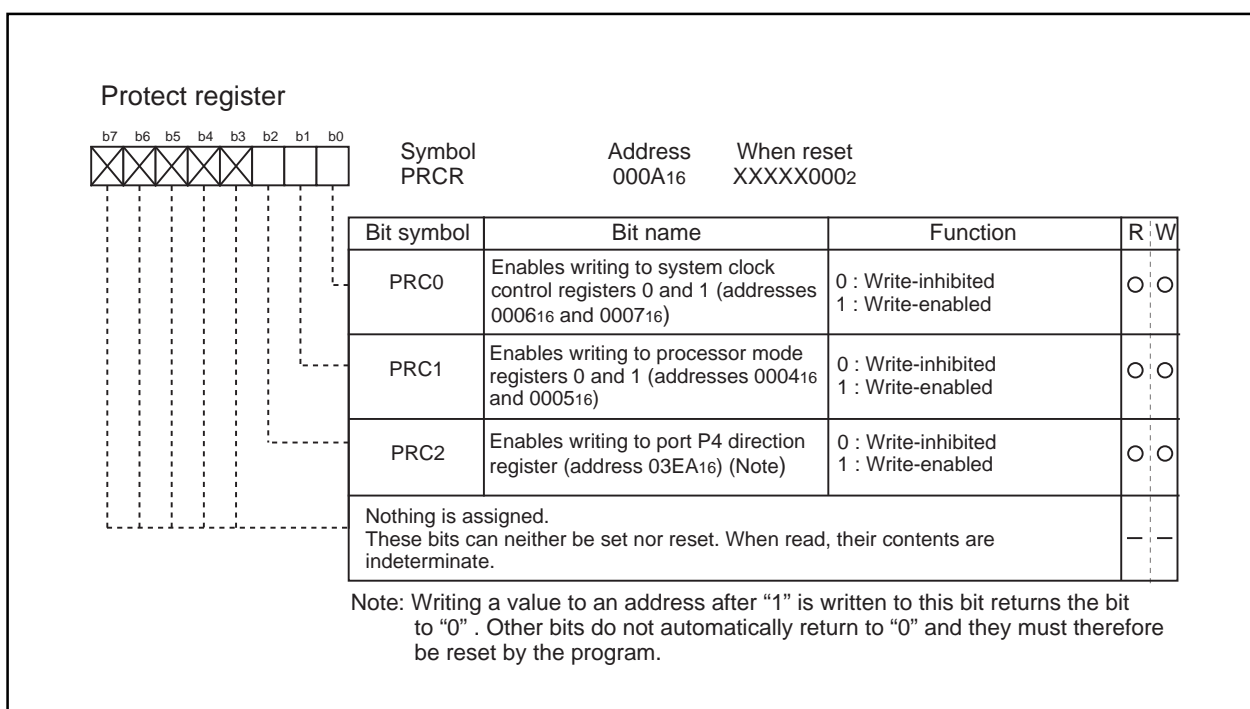 Protect register
b7 b6 b5 b4 b3 b2 b1 b0
Symbol Address When reset
PRCR 000A16 XXXXX0002
Bit symbol Bit name Function R W
PRC0
Enables writing to system clock
control registers 0 and 1 (addresses
000616 and 000716)
0 : Write-inhibited
1 : Write-enabled
PRC1
Enables writing to processor mode
registers 0 and 1 (addresses 000416
and 000516)
0 : Write-inhibited
1 : Write-enabled
PRC2
Enables writing to port P4 direction
register (address 03EA16) (Note)
0 : Write-inhibited
1 : Write-enabled
Nothing is assigned.
These bits can neither be set nor reset. When read, their contents are
indeterminate.
Note: Writing a value to an address after “1” is written to this bit returns the bit
to “0” . Other bits do not automatically return to “0” and they must therefore
be reset by the program.